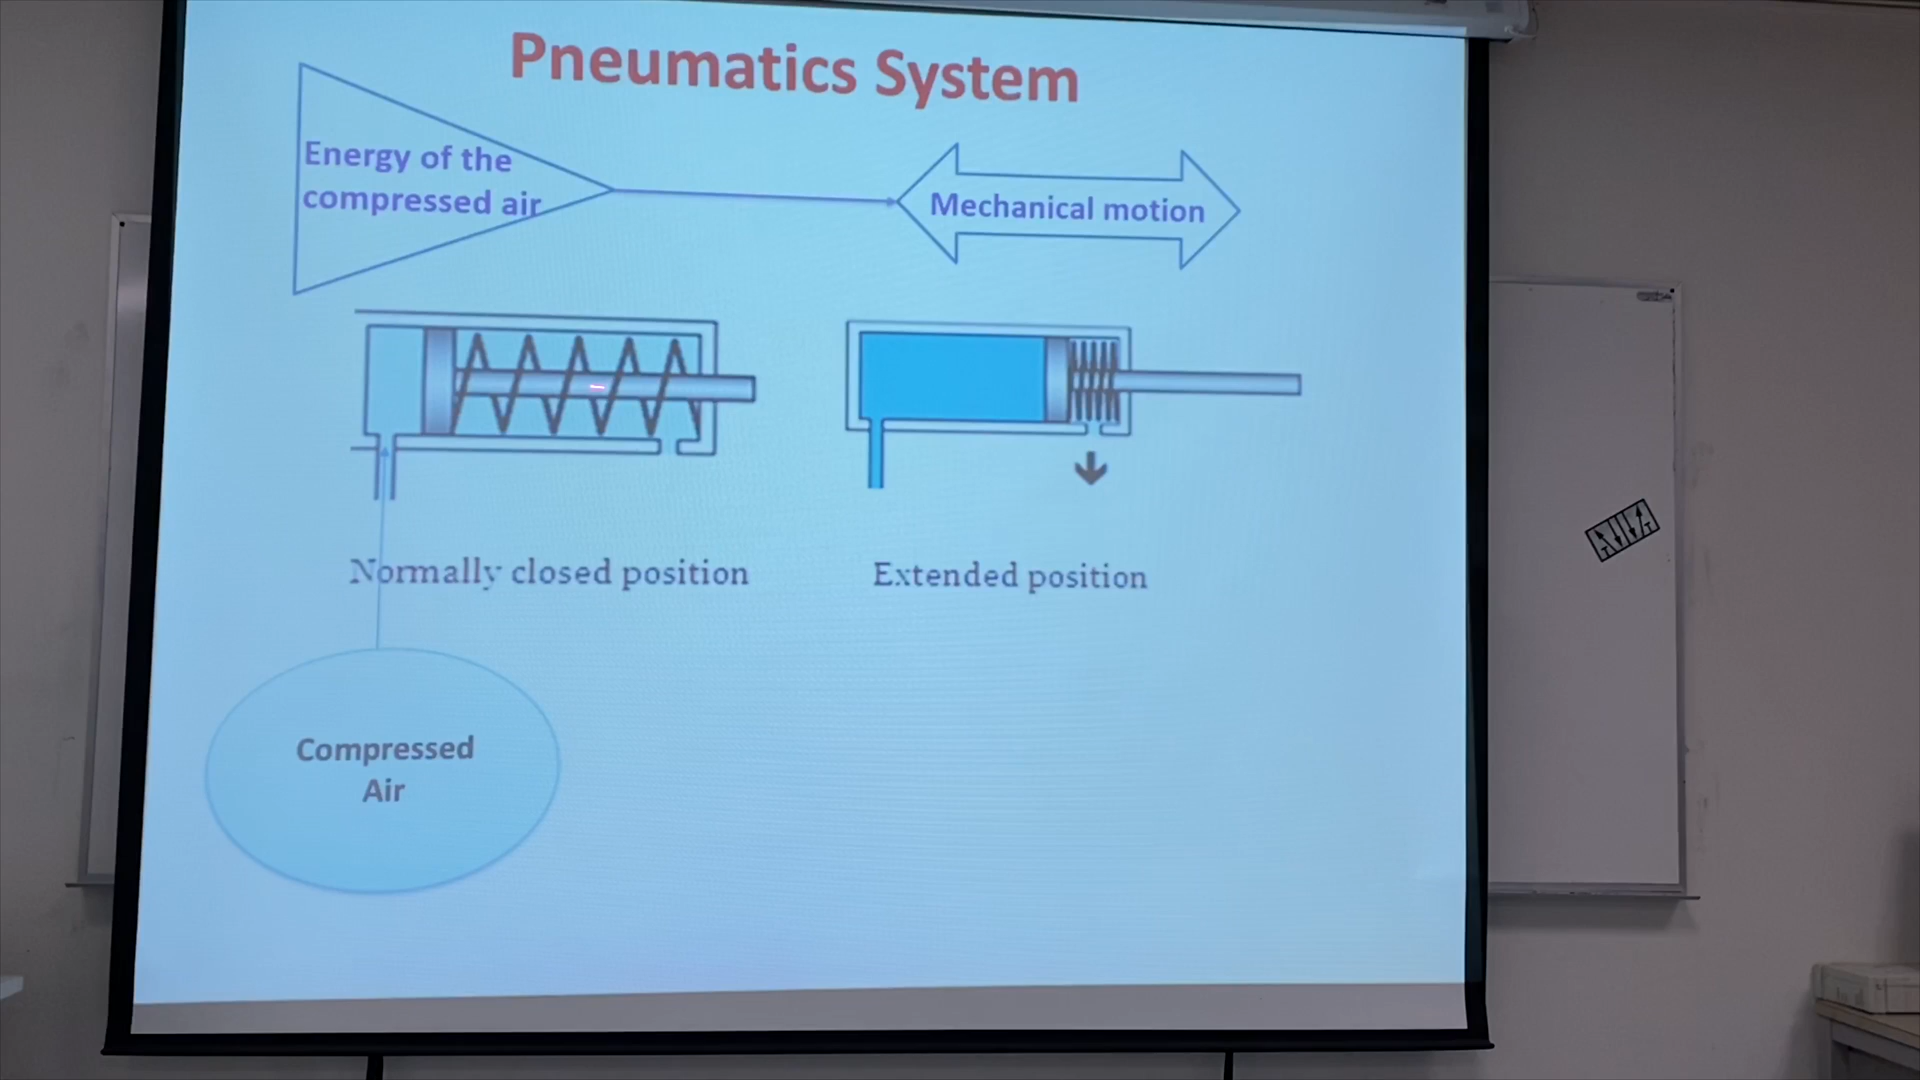 Pneumatics System
Energy of the
compressed air
Mechanical motion
Normally closed position
Extended position
Compressed
Air